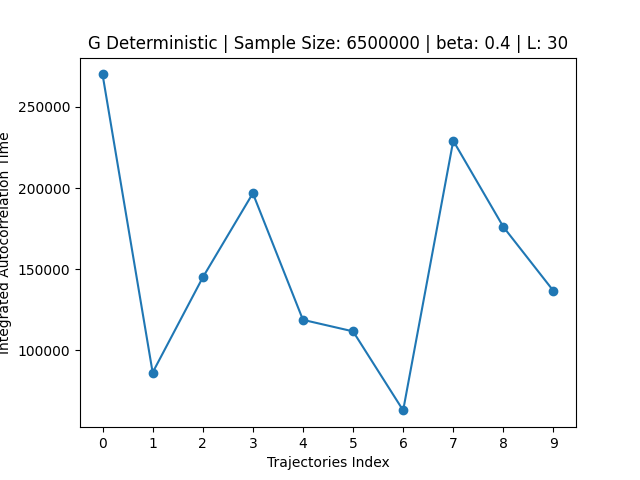 G Deterministic | Sample Size: 6500000 | beta: 0.4 | L: 30
250000
200000
150000
100000
Integrated Autocorrelation Time
0 1 2 3 4 5 6 7 8 9
Trajectories Index